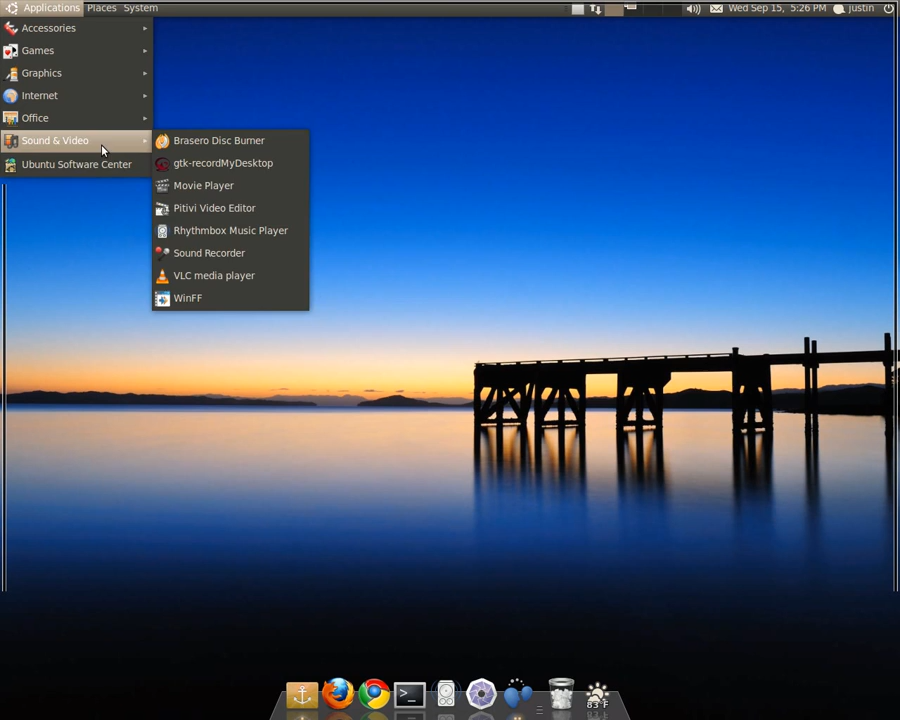 Applications Places System Wed Sep 15, 5:26 PM justin
Accessories
Games
Graphics
Internet
Office
Sound & Video
Ubuntu Software Center
Brasero Disc Burner
gtk-recordMyDesktop
Movie Player
Pitivi Video Editor
Rhythmbox Music Player
Sound Recorder
VLC media player
WinFF
>_
83 F